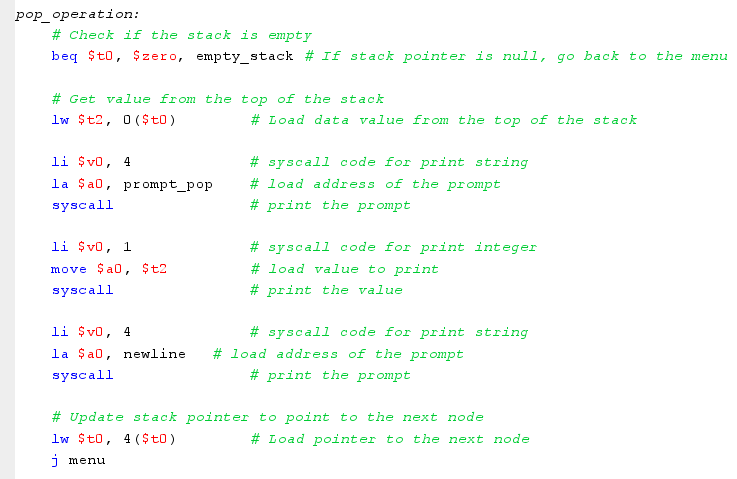 pop_operation:
# Check if the stack is empty
beq $t0, $zero, empty_stack # If stack pointer is null, go back to the menu
# Get value from the top of the stack
lw $t2, 0($t0) # Load data value from the top of the stack
li $v0, 4 # syscall code for print string
la $a0, prompt_pop # load address of the prompt
syscall # print the prompt
li $v0, 1 # syscall code for print integer
move $a0, $t2 # load value to print
syscall # print the value
li $v0, 4 # syscall code for print string
la $a0, newline # load address of the prompt
syscall # print the prompt
# Update stack pointer to point to the next node
lw $t0, 4($t0) # Load pointer to the next node
j menu